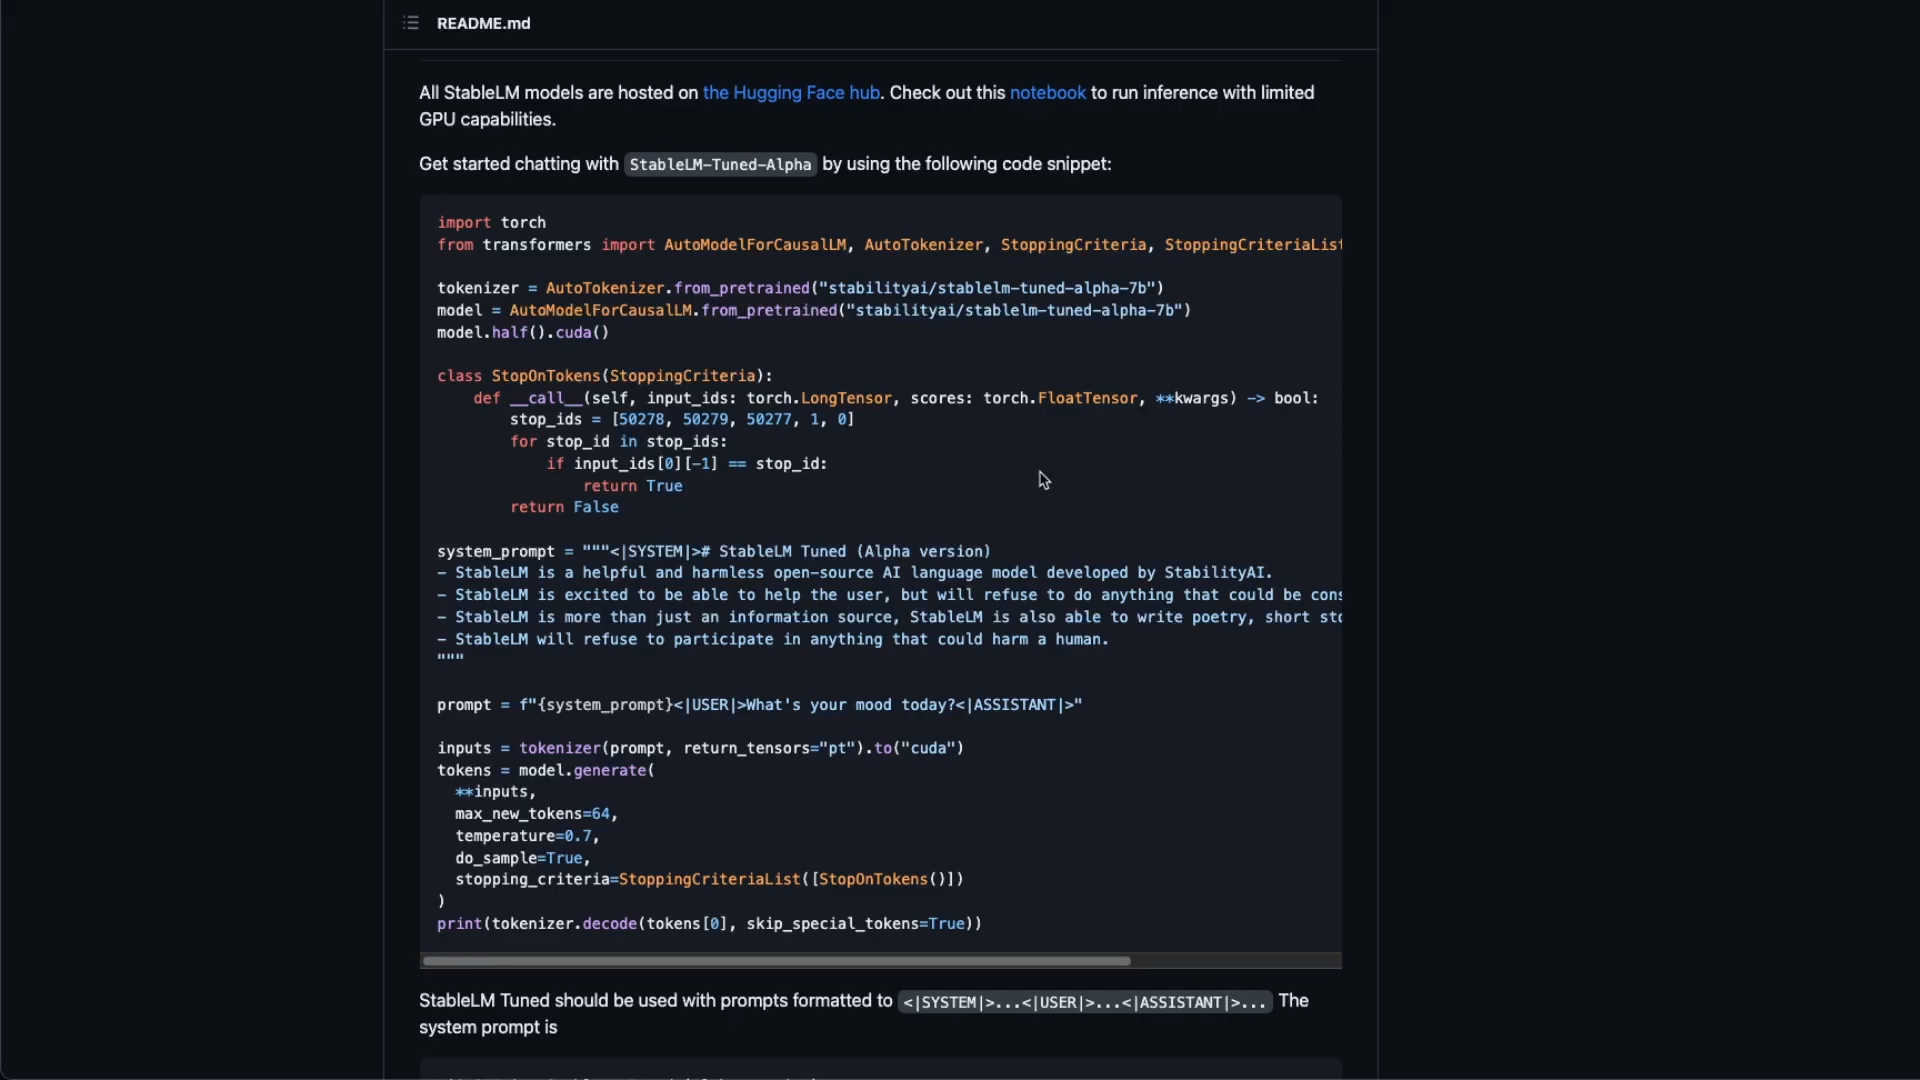 README.md
All StableLM models are hosted on the Hugging Face hub. Check out this notebook to run inference with limited
GPU capabilities.
Get started chatting with StableLM-Tuned-Alpha by using the following code snippet:
import torch
from transformers import AutoModelForCausalLM, AutoTokenizer, StoppingCriteria, StoppingCriteriaList
tokenizer = AutoTokenizer.from_pretrained("stabilityai/stablelm-tuned-alpha-7b")
model = AutoModelForCausalLM.from_pretrained("stabilityai/stablelm-tuned-alpha-7b")
model.half().cuda()
class StopOnTokens(StoppingCriteria):
    def __call__(self, input_ids: torch.LongTensor, scores: torch.FloatTensor, **kwargs) -> bool:
        stop_ids = [50278, 50279, 50277, 1, 0]
        for stop_id in stop_ids:
            if input_ids[0][-1] == stop_id:
                return True
        return False
system_prompt = """<|SYSTEM|># StableLM Tuned (Alpha version)
- StableLM is a helpful and harmless open-source AI language model developed by StabilityAI.
- StableLM is excited to be able to help the user, but will refuse to do anything that could be cons
- StableLM is more than just an information source, StableLM is also able to write poetry, short sto
- StableLM will refuse to participate in anything that could harm a human.
"""
prompt = f"{system_prompt}<|USER|>What's your mood today?<|ASSISTANT|>"
inputs = tokenizer(prompt, return_tensors="pt").to("cuda")
tokens = model.generate(
  **inputs,
  max_new_tokens=64,
  temperature=0.7,
  do_sample=True,
  stopping_criteria=StoppingCriteriaList([StopOnTokens()])
)
print(tokenizer.decode(tokens[0], skip_special_tokens=True))
StableLM Tuned should be used with prompts formatted to <|SYSTEM|>...<|USER|>...<|ASSISTANT|>... The
system prompt is